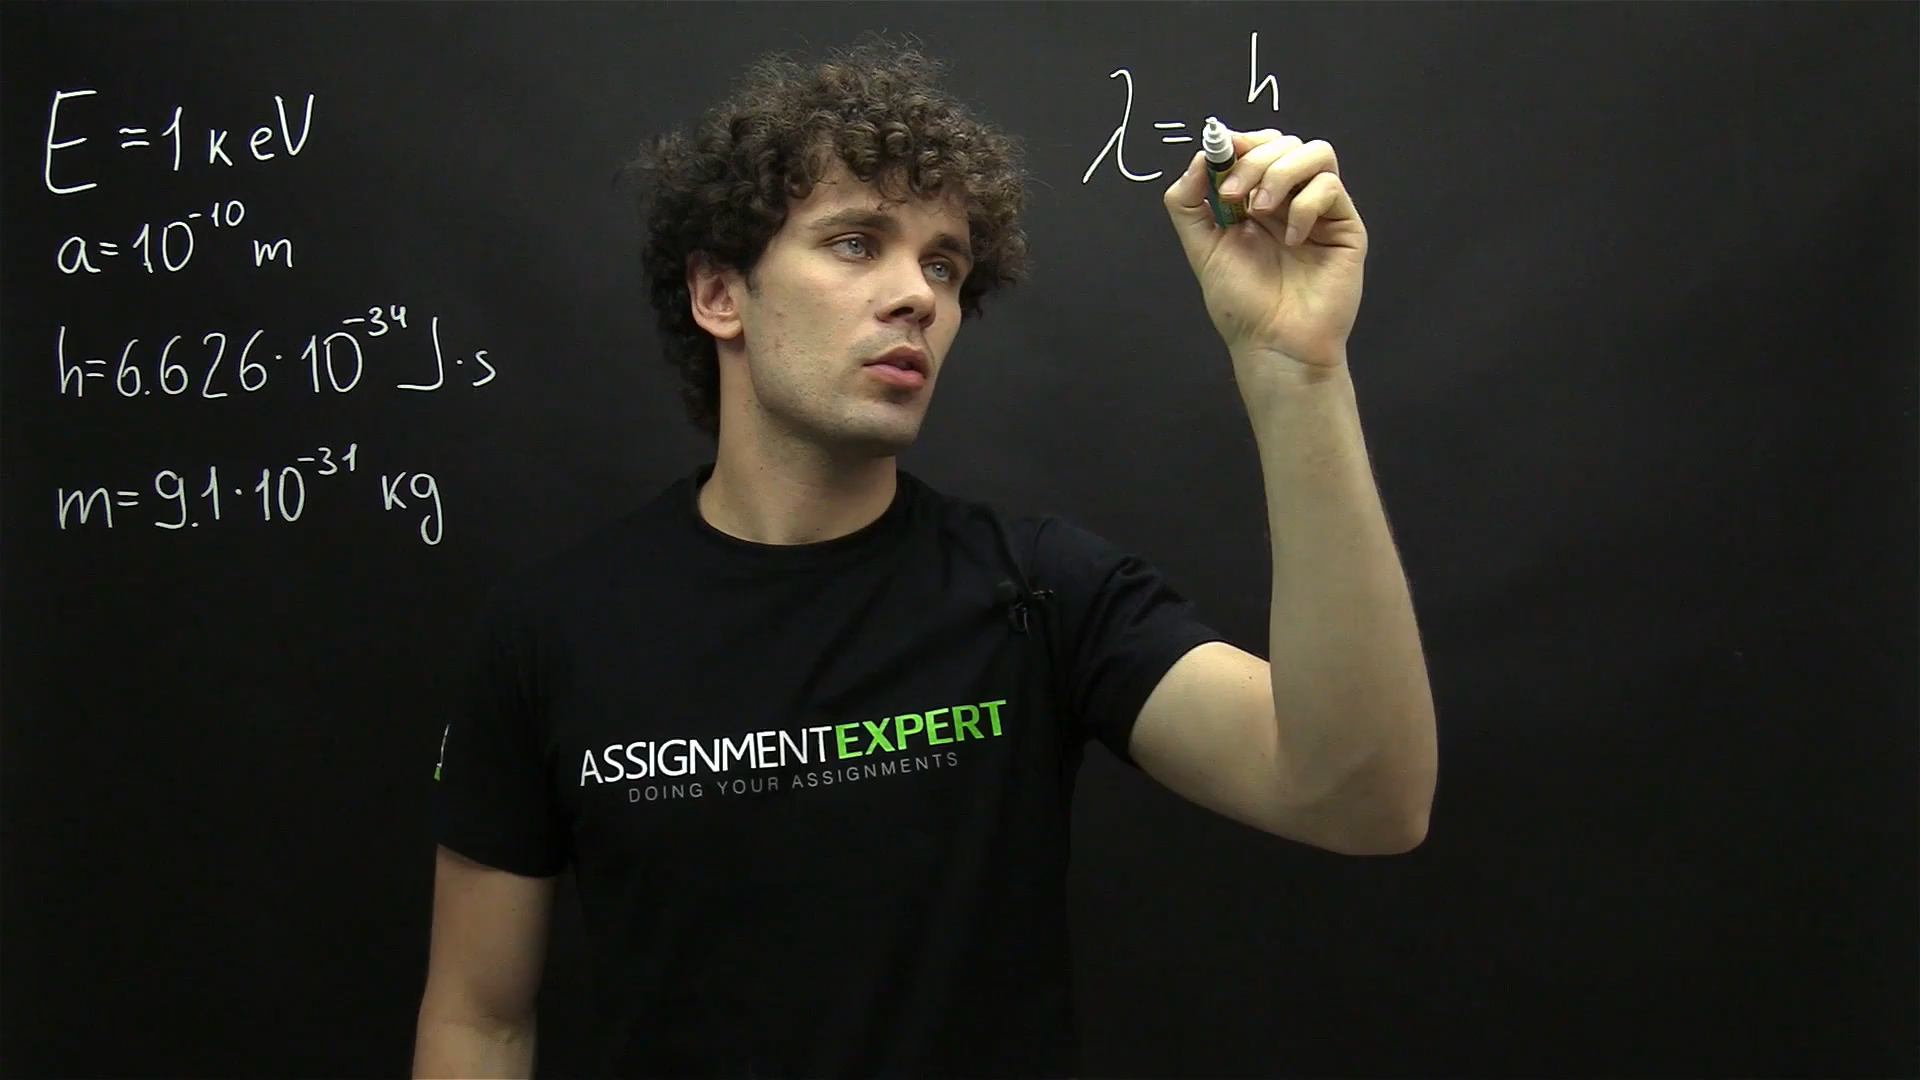 E = 1 keV
a = 10⁻¹⁰ m
h = 6.626 · 10⁻³⁴ J · s
m = 9.1 · 10⁻³¹ kg
λ = h
ASSIGNMENTEXPERT
DOING YOUR ASSIGNMENTS